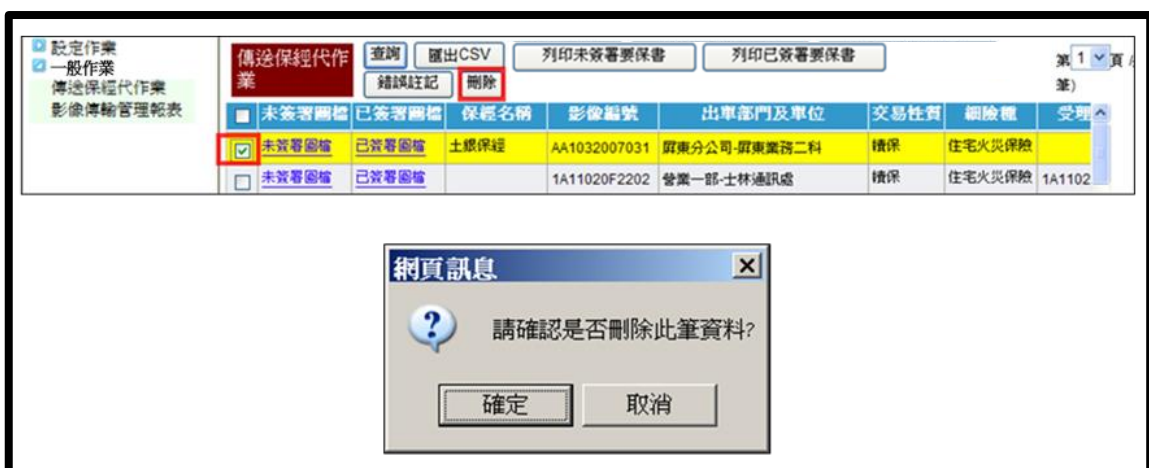 設定作業
一般作業
傳送保經代作業
影像傳輸管理報表
傳送保經代作業
查詢 匯出CSV 列印未簽署要保書 列印已簽署要保書
錯誤註記 刪除
第 1 頁
筆)
未簽署圖檔 已簽署圖檔 保經名稱 影像編號 出單部門及單位 交易性質 細險種 受理
未簽署圖檔 已簽署圖檔 土銀保經 AA1032007031 屏東分公司-屏東業務二科 續保 住宅火災保險
未簽署圖檔 已簽署圖檔 1A11020F2202 營業一部-士林通訊處 續保 住宅火災保險 1A1102
網頁訊息
請確認是否刪除此筆資料?
確定 取消